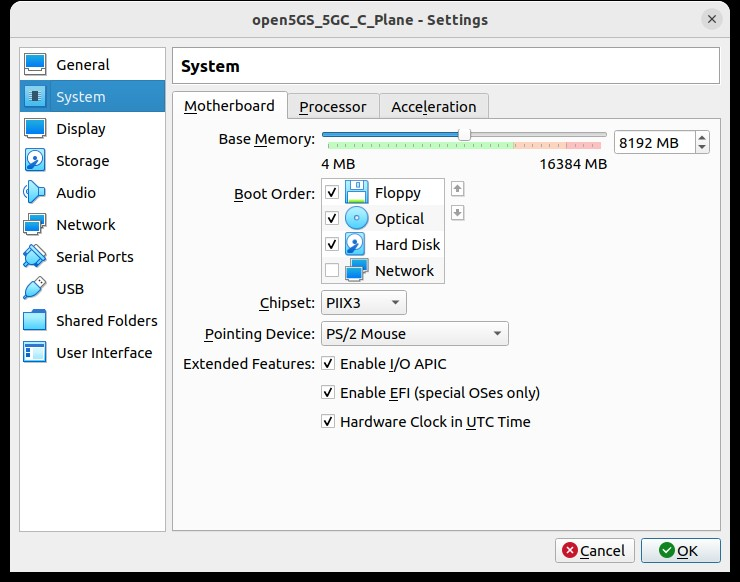 open5GS_5GC_C_Plane - Settings
General
System
Display
Storage
Audio
Network
Serial Ports
USB
Shared Folders
User Interface
System
Motherboard Processor Acceleration
Base Memory: 8192 MB
4 MB 16384 MB
Boot Order: Floppy
Optical
Hard Disk
Network
Chipset: PIIX3
Pointing Device: PS/2 Mouse
Extended Features: Enable I/O APIC
Enable EFI (special OSes only)
Hardware Clock in UTC Time
Cancel OK